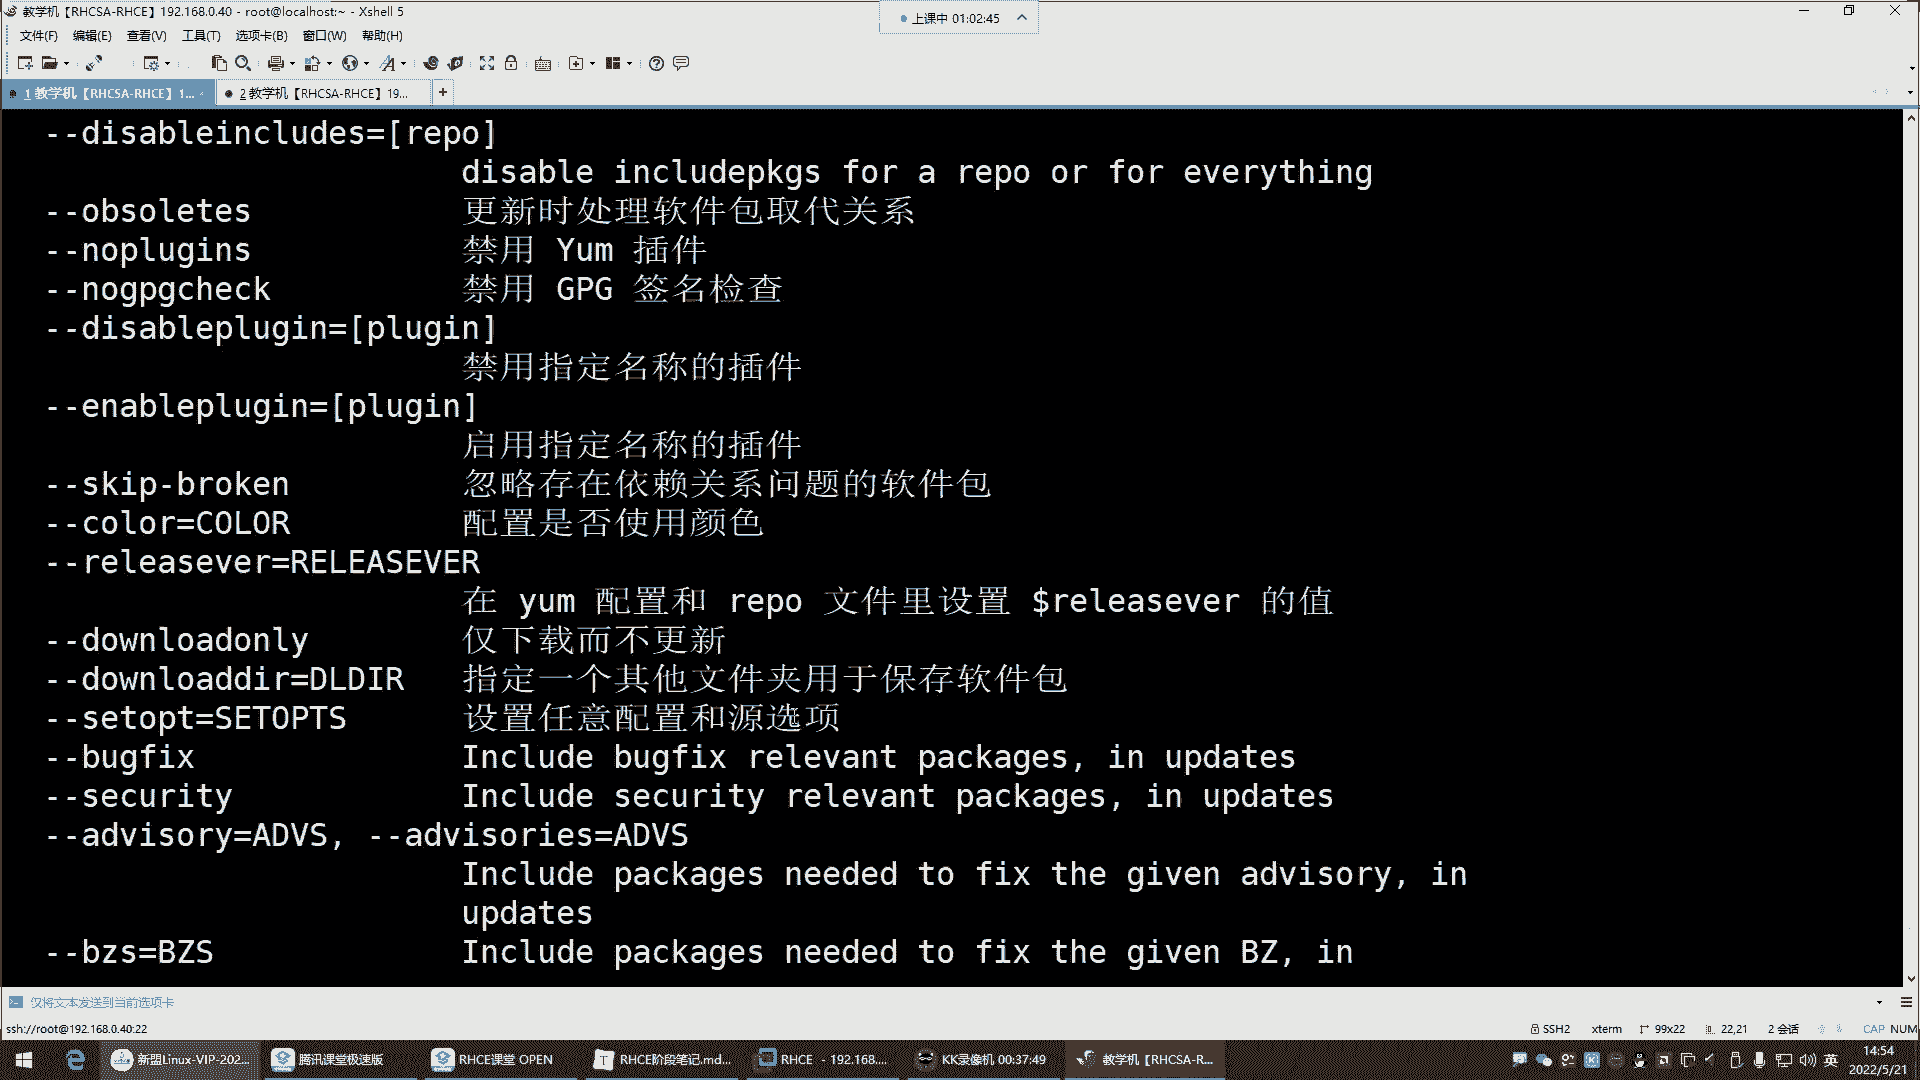 教学机【RHCSA-RHCE】192.168.0.40 - root@localhost:~ - Xshell 5
上课中 01:02:45
文件(F) 编辑(E) 查看(V) 工具(T) 选项卡(B) 窗口(W) 帮助(H)
1 教学机【RHCSA-RHCE】1...
2 教学机【RHCSA-RHCE】19...
--disableincludes=[repo]
disable includepkgs for a repo or for everything
--obsoletes 更新时处理软件包取代关系
--noplugins 禁用 Yum 插件
--nogpgcheck 禁用 GPG 签名检查
--disableplugin=[plugin]
禁用指定名称的插件
--enableplugin=[plugin]
启用指定名称的插件
--skip-broken 忽略存在依赖关系问题的软件包
--color=COLOR 配置是否使用颜色
--releasever=RELEASEVER
在 yum 配置和 repo 文件里设置 $releasever 的值
--downloadonly 仅下载而不更新
--downloaddir=DLDIR 指定一个其他文件夹用于保存软件包
--setopt=SETOPTS 设置任意配置和源选项
--bugfix Include bugfix relevant packages, in updates
--security Include security relevant packages, in updates
--advisory=ADVS, --advisories=ADVS
Include packages needed to fix the given advisory, in
updates
--bzs=BZS Include packages needed to fix the given BZ, in
仅将文本发送到当前选项卡
ssh://root@192.168.0.40:22 SSH2 xterm 99x22 22,21 2 会话 CAP NUM
新盟Linux-VIP-202... 腾讯课堂极速版 RHCE课堂 OPEN RHCE阶段笔记.md... RHCE - 192.168.... KK录像机 00:37:49 教学机【RHCSA-R... 英 14:54
2022/5/21